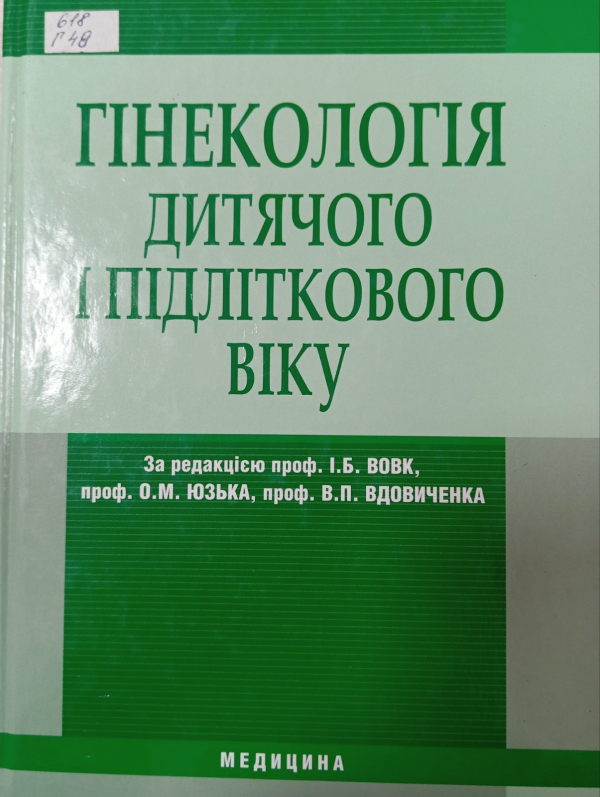 618
Г 48
ГІНЕКОЛОГІЯ
ДИТЯЧОГО
І ПІДЛІТКОВОГО
ВІКУ
За редакцією проф. І.Б. ВОВК,
проф. О.М. ЮЗЬКА, проф. В.П. ВДОВИЧЕНКА
МЕДИЦИНА